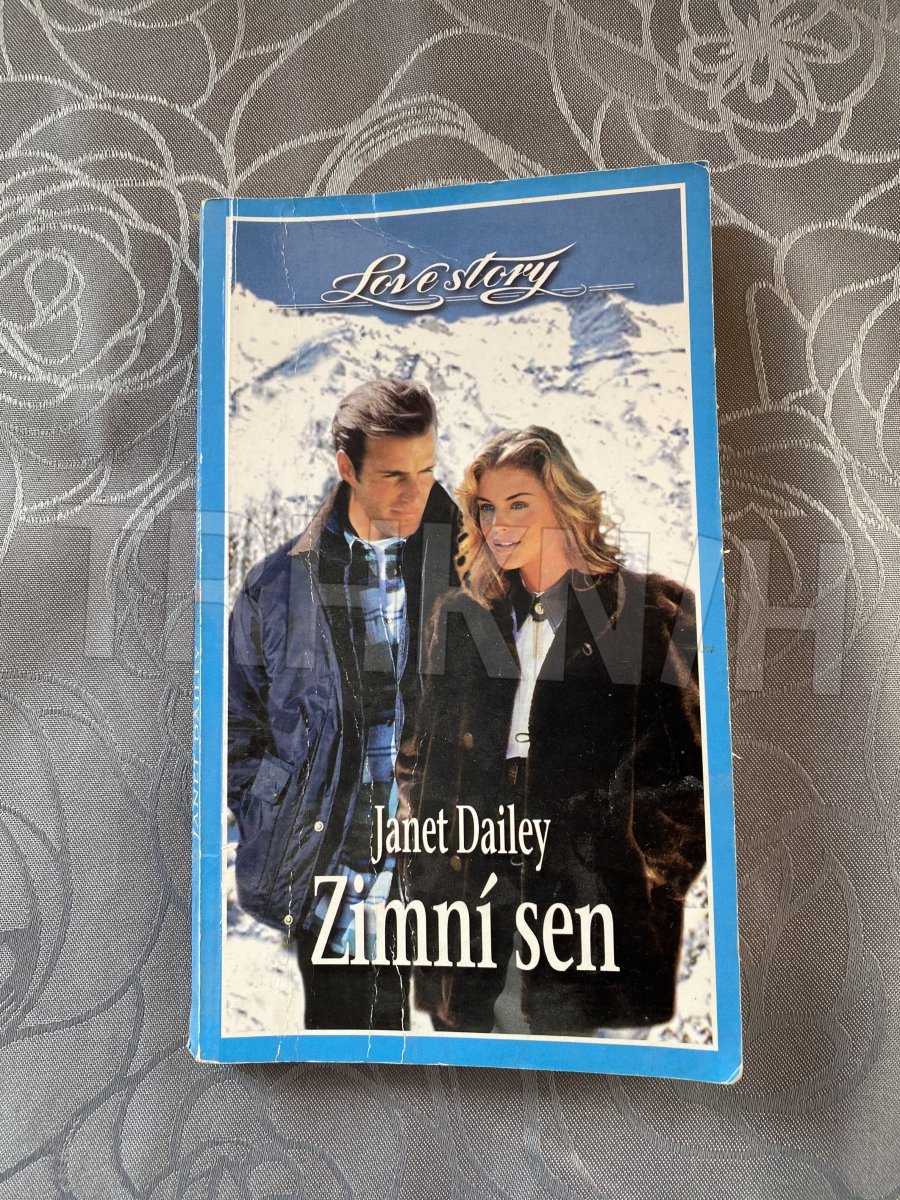 Love story
Janet Dailey
Zimní sen